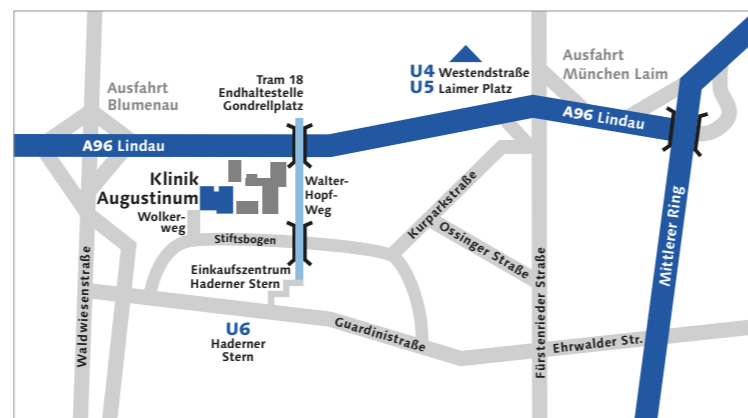 Ausfahrt
Blumenau
Tram 18
Endhaltestelle
Gondrellplatz
U4 Westendstraße
U5 Laimer Platz
Ausfahrt
München Laim
A96 Lindau
A96 Lindau
Klinik
Augustinum
Wolker-
weg
Walter-
Hopf-
Weg
Stiftsbogen
Kurparkstraße
Ossinger Straße
Einkaufszentrum
Haderner Stern
U6
Haderner
Stern
Guardinistraße
Ehrwalder Str.
Waldwiesenstraße
Fürstenrieder Straße
Mittlerer Ring